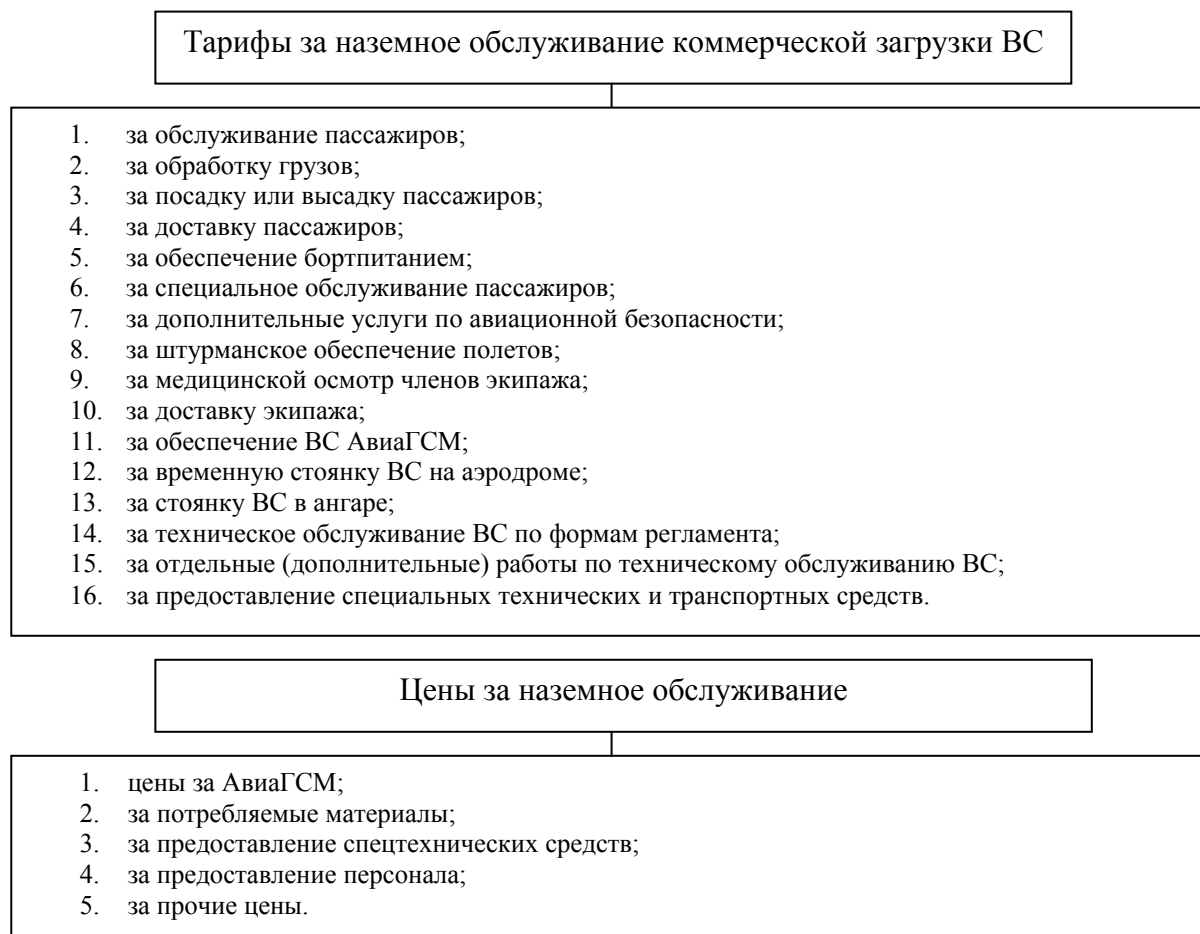 Тарифы за наземное обслуживание коммерческой загрузки ВС
1. за обслуживание пассажиров;
2. за обработку грузов;
3. за посадку или высадку пассажиров;
4. за доставку пассажиров;
5. за обеспечение бортпитанием;
6. за специальное обслуживание пассажиров;
7. за дополнительные услуги по авиационной безопасности;
8. за штурманское обеспечение полетов;
9. за медицинской осмотр членов экипажа;
10. за доставку экипажа;
11. за обеспечение ВС АвиаГСМ;
12. за временную стоянку ВС на аэродроме;
13. за стоянку ВС в ангаре;
14. за техническое обслуживание ВС по формам регламента;
15. за отдельные (дополнительные) работы по техническому обслуживанию ВС;
16. за предоставление специальных технических и транспортных средств.
Цены за наземное обслуживание
1. цены за АвиаГСМ;
2. за потребляемые материалы;
3. за предоставление спецтехнических средств;
4. за предоставление персонала;
5. за прочие цены.